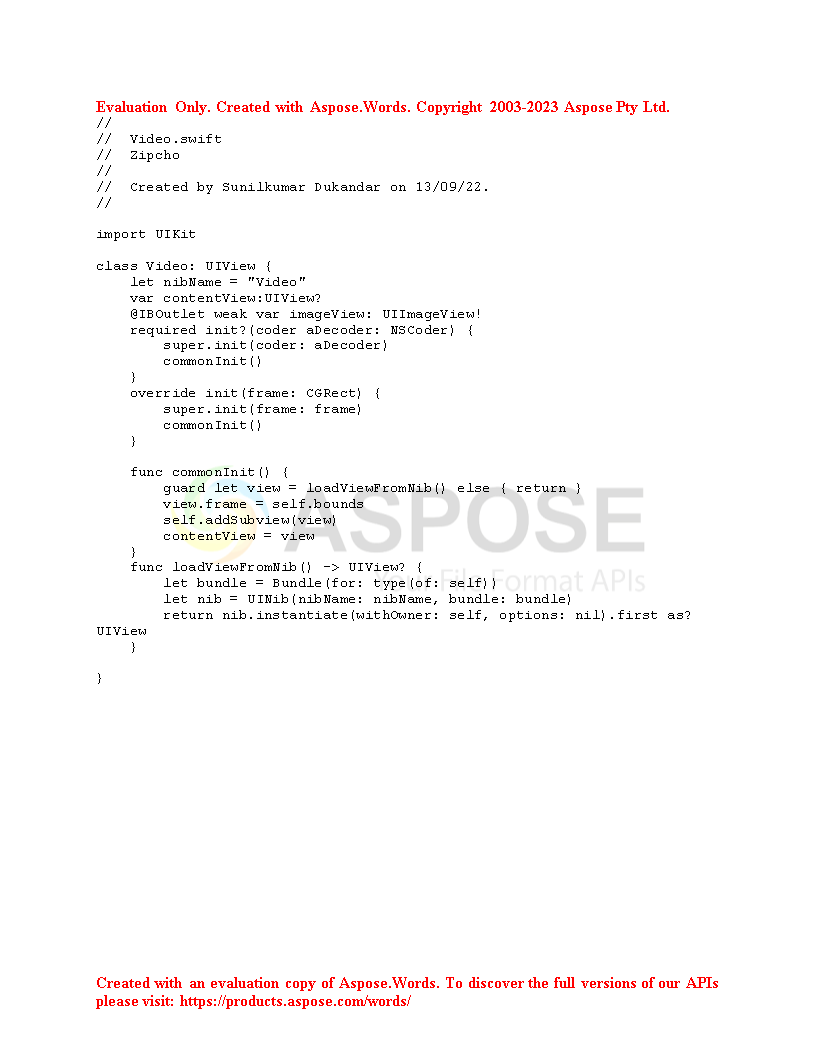 Evaluation Only. Created with Aspose.Words. Copyright 2003-2023 Aspose Pty Ltd.
//
//  Video.swift
//  Zipcho
//
//  Created by Sunilkumar Dukandar on 13/09/22.
//

import UIKit

class Video: UIView {
    let nibName = "Video"
    var contentView:UIView?
    @IBOutlet weak var imageView: UIImageView!
    required init?(coder aDecoder: NSCoder) {
        super.init(coder: aDecoder)
        commonInit()
    }
    override init(frame: CGRect) {
        super.init(frame: frame)
        commonInit()
    }

    func commonInit() {
        guard let view = loadViewFromNib() else { return }
        view.frame = self.bounds
        self.addSubview(view)
        contentView = view
    }
    func loadViewFromNib() -> UIView? {
        let bundle = Bundle(for: type(of: self))
        let nib = UINib(nibName: nibName, bundle: bundle)
        return nib.instantiate(withOwner: self, options: nil).first as?
UIView
    }

}
ASPOSE
Your File Format APIs
Created with an evaluation copy of Aspose.Words. To discover the full versions of our APIs
please visit: https://products.aspose.com/words/